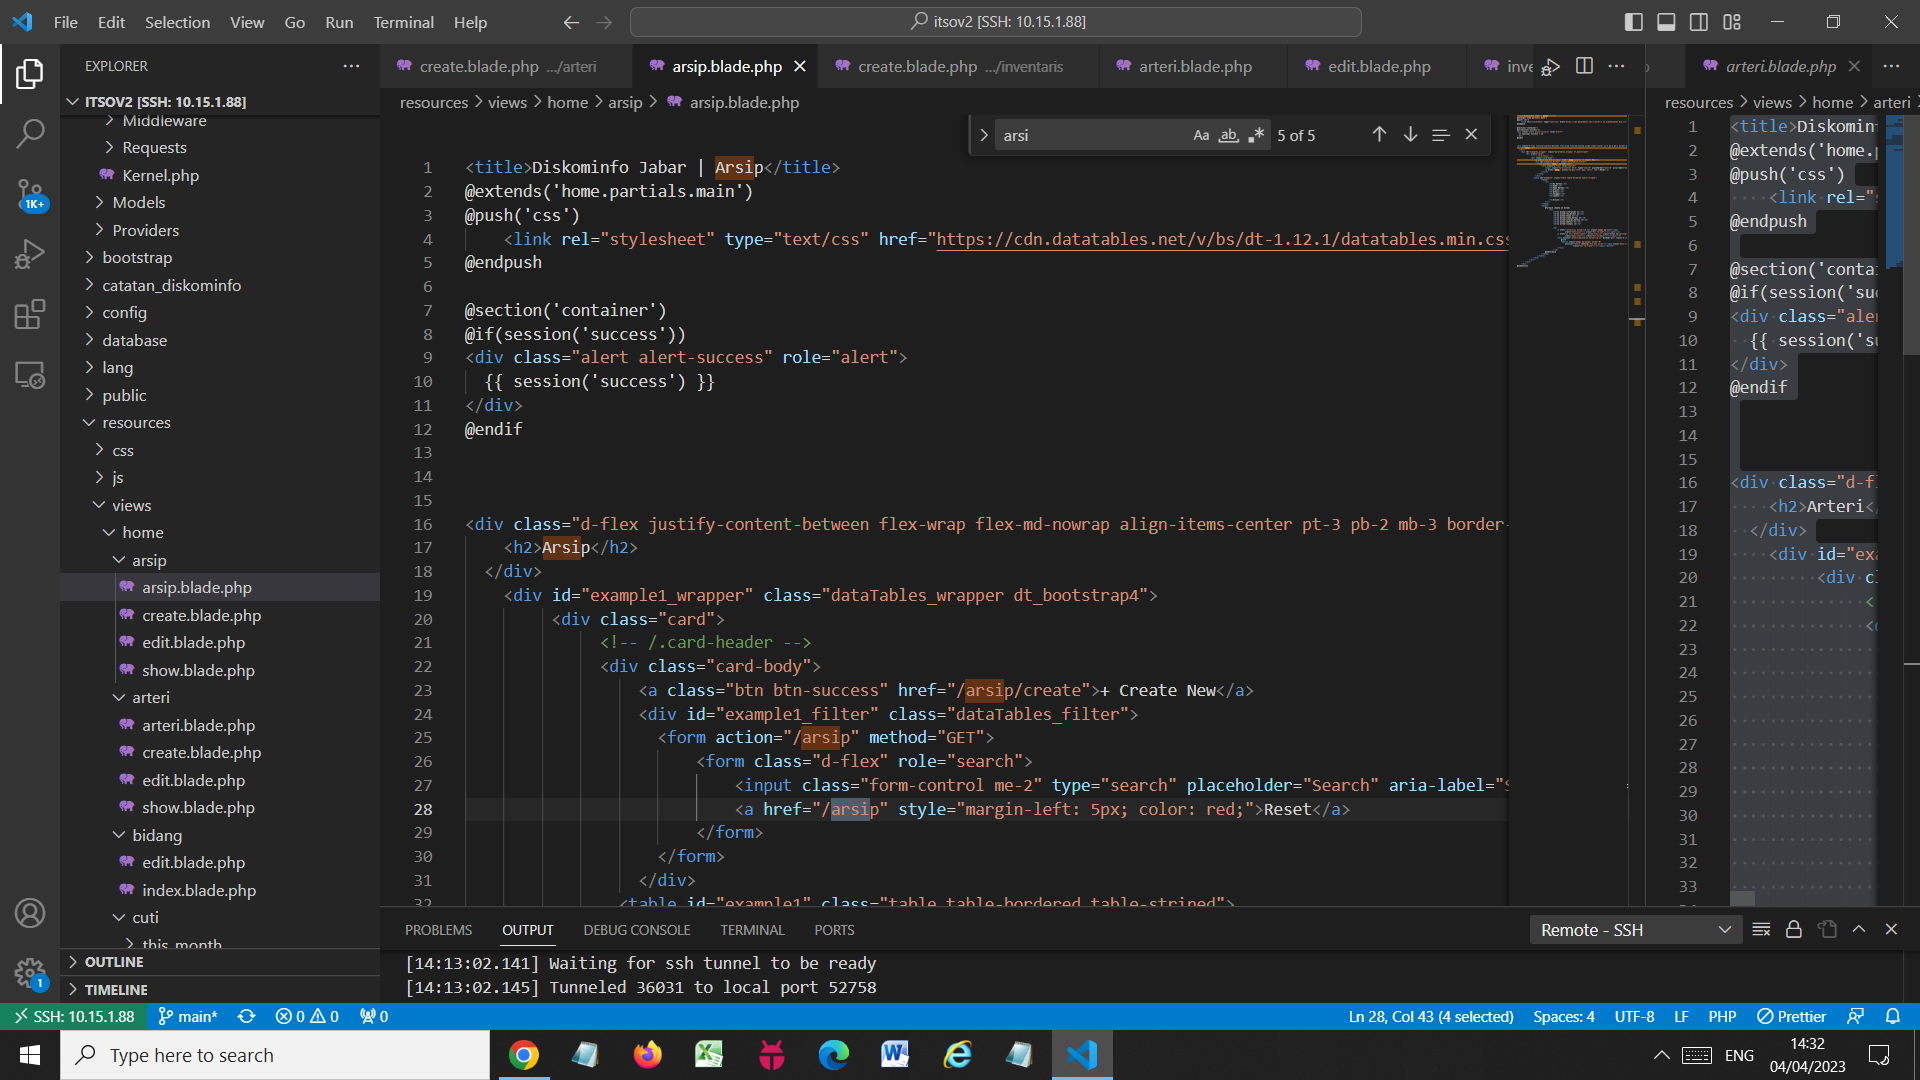 File Edit Selection View Go Run Terminal Help
itsov2 [SSH: 10.15.1.88]
EXPLORER
ITSOV2 [SSH: 10.15.1.88]
Middleware
Requests
Kernel.php
Models
Providers
bootstrap
catatan_diskominfo
config
database
lang
public
resources
css
js
views
home
arsip
arsip.blade.php
create.blade.php
edit.blade.php
show.blade.php
arteri
arteri.blade.php
create.blade.php
edit.blade.php
show.blade.php
bidang
edit.blade.php
index.blade.php
cuti
this_month
OUTLINE
TIMELINE
1K+
1
create.blade.php .../arteri
arsip.blade.php
create.blade.php .../inventaris
arteri.blade.php
edit.blade.php
inve
resources > views > home > arsip > arsip.blade.php
arsi
Aa ab 5 of 5
1 <title>Diskominfo Jabar | Arsip</title>
2 @extends('home.partials.main')
3 @push('css')
4 <link rel="stylesheet" type="text/css" href="https://cdn.datatables.net/v/bs/dt-1.12.1/datatables.min.css
5 @endpush
6
7 @section('container')
8 @if(session('success'))
9 <div class="alert alert-success" role="alert">
10 {{ session('success') }}
11 </div>
12 @endif
13
14
15
16 <div class="d-flex justify-content-between flex-wrap flex-md-nowrap align-items-center pt-3 pb-2 mb-3 border-
17 <h2>Arsip</h2>
18 </div>
19 <div id="example1_wrapper" class="dataTables_wrapper dt_bootstrap4">
20 <div class="card">
21 <!-- /.card-header -->
22 <div class="card-body">
23 <a class="btn btn-success" href="/arsip/create">+ Create New</a>
24 <div id="example1_filter" class="dataTables_filter">
25 <form action="/arsip" method="GET">
26 <form class="d-flex" role="search">
27 <input class="form-control me-2" type="search" placeholder="Search" aria-label="S
28 <a href="/arsip" style="margin-left: 5px; color: red;">Reset</a>
29 </form>
30 </form>
31 </div>
32 <table id="example1" class="table table-bordered table-striped">
arteri.blade.php
resources > views > home > arteri
1 <title>Diskominf
2 @extends('home.p
3 @push('css')
4 <link rel="s
5 @endpush
6
7 @section('contai
8 @if(session('suc
9 <div class="aler
10 {{ session('su
11 </div>
12 @endif
13
14
15
16 <div class="d-fl
17 <h2>Arteri</
18 </div>
19 <div id="exa
20 <div cl
21 <
22 <d
23
24
25
26
27
28
29
30
31
32
33
PROBLEMS OUTPUT DEBUG CONSOLE TERMINAL PORTS
Remote - SSH
[14:13:02.141] Waiting for ssh tunnel to be ready
[14:13:02.145] Tunneled 36031 to local port 52758
SSH: 10.15.1.88 main* 0 0 0
Ln 28, Col 43 (4 selected) Spaces: 4 UTF-8 LF PHP Prettier
Type here to search
ENG
14:32
04/04/2023